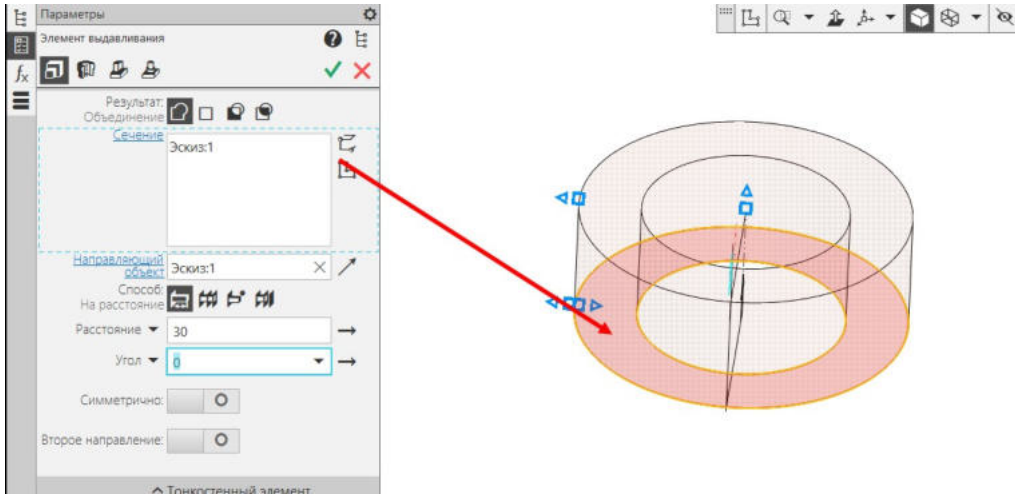 Параметры
Элемент выдавливания
fx
Результат:
Объединение
Сечение
Эскиз:1
Направляющий
объект
Эскиз:1
Способ:
На расстояние
Расстояние
30
Угол
0
Симметрично:
Второе направление:
Тонкостенный элемент